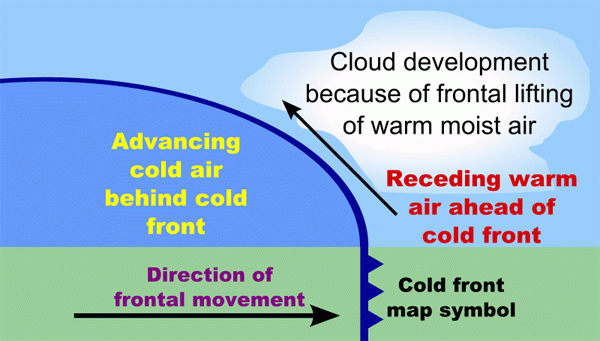 Cloud development
because of frontal lifting
of warm moist air
Advancing
cold air
behind cold
front
Receding warm
air ahead of
cold front
Direction of
frontal movement
Cold front
map symbol